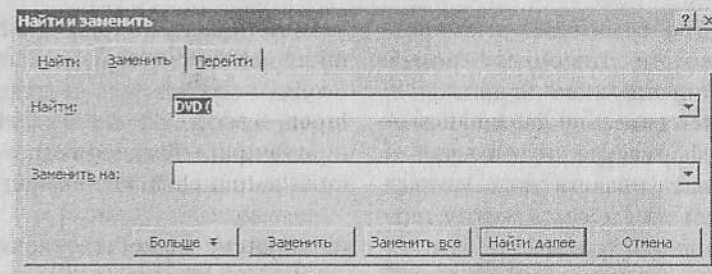 Найти и заменить
Найти Заменить Перейти
Найти: DVD (
Заменить на:
Больше Заменить Заменить все Найти далее Отмена